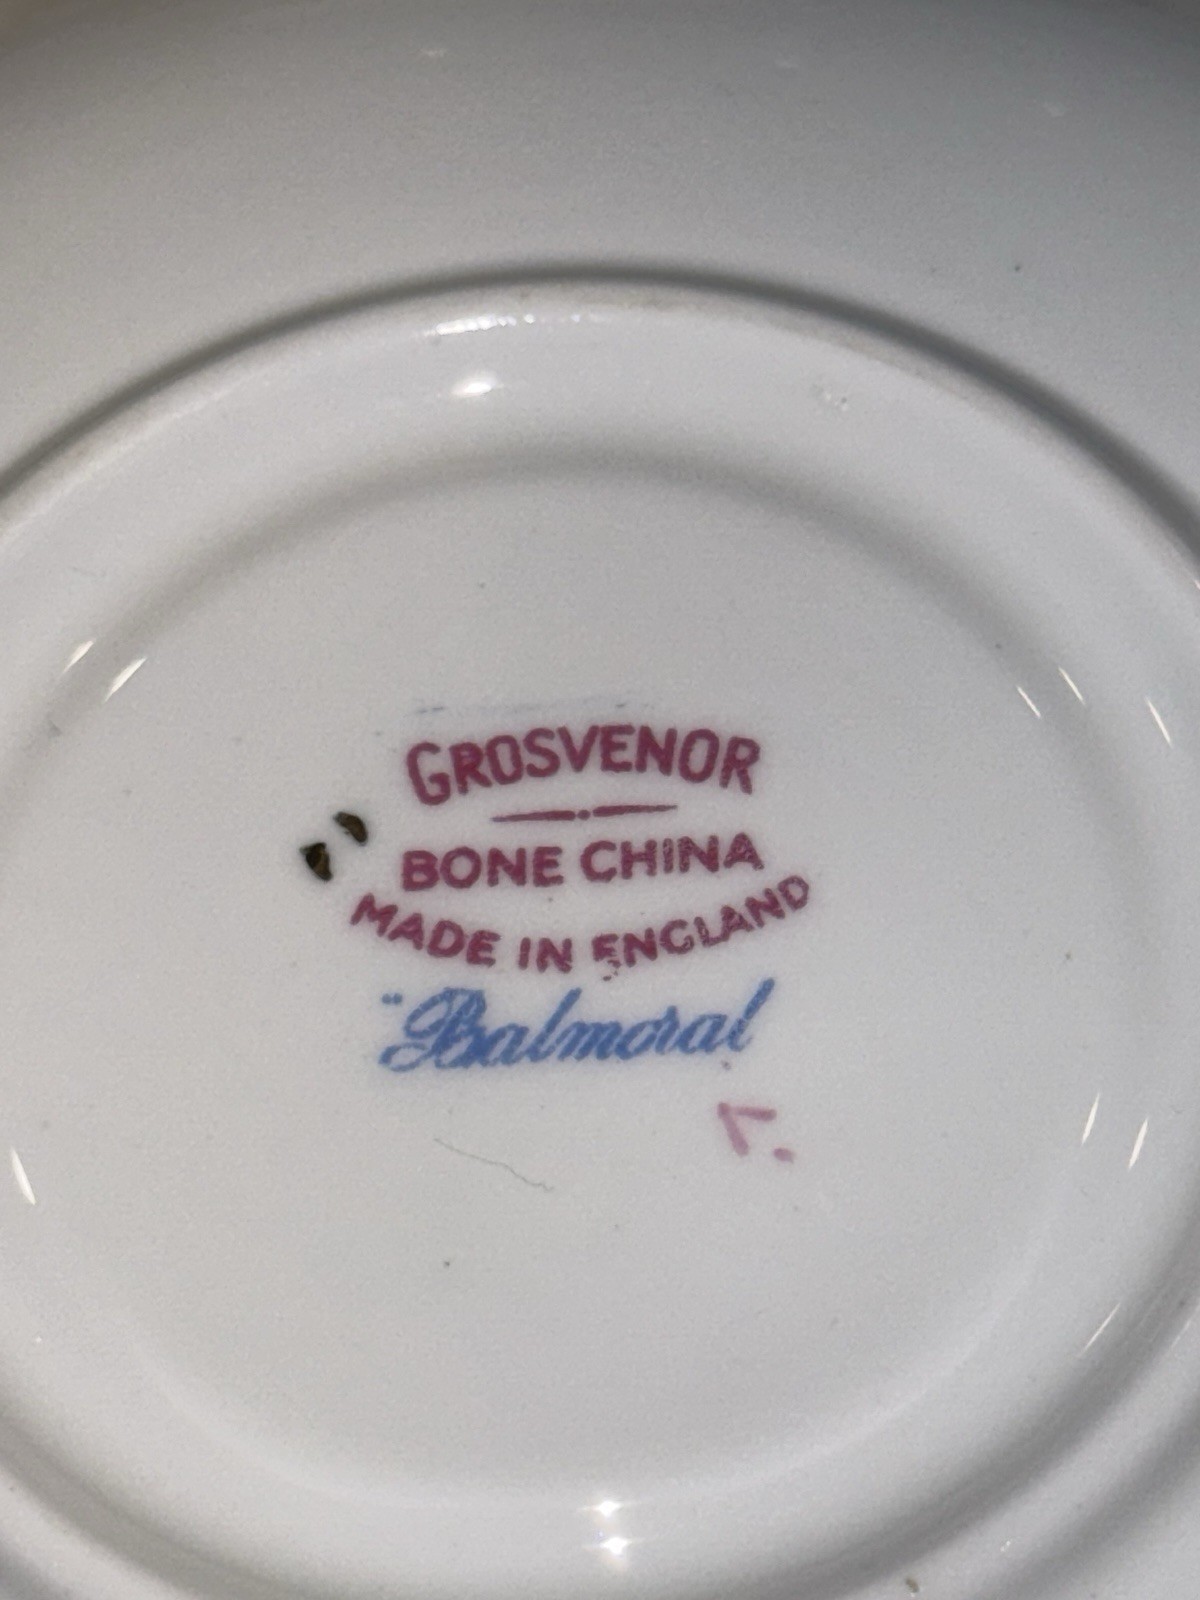 GROSVENOR
BONE CHINA
MADE IN ENGLAND
"Balmoral